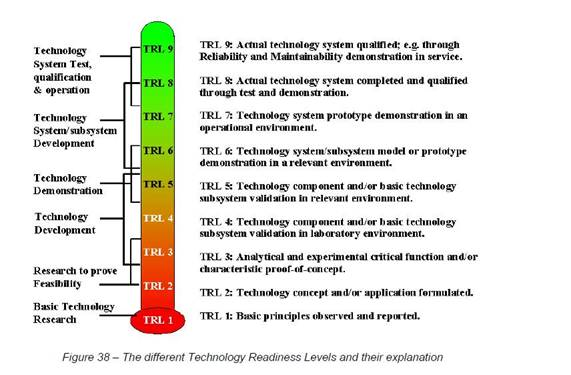 Technology
System Test,
qualification
& operation
Technology
System/subsystem
Development
Technology
Demonstration
Technology
Development
Research to prove
Feasibility
Basic Technology
Research
TRL 9
TRL 8
TRL 7
TRL 6
TRL 5
TRL 4
TRL 3
TRL 2
TRL 1
TRL 9: Actual technology system qualified; e.g. through
Reliability and Maintainability demonstration in service.
TRL 8: Actual technology system completed and qualified
through test and demonstration.
TRL 7: Technology system prototype demonstration in an
operational environment.
TRL 6: Technology system/subsystem model or prototype
demonstration in a relevant environment.
TRL 5: Technology component and/or basic technology
subsystem validation in relevant environment.
TRL 4: Technology component and/or basic technology
subsystem validation in laboratory environment.
TRL 3: Analytical and experimental critical function and/or
characteristic proof-of-concept.
TRL 2: Technology concept and/or application formulated.
TRL 1: Basic principles observed and reported.
Figure 38 – The different Technology Readiness Levels and their explanation